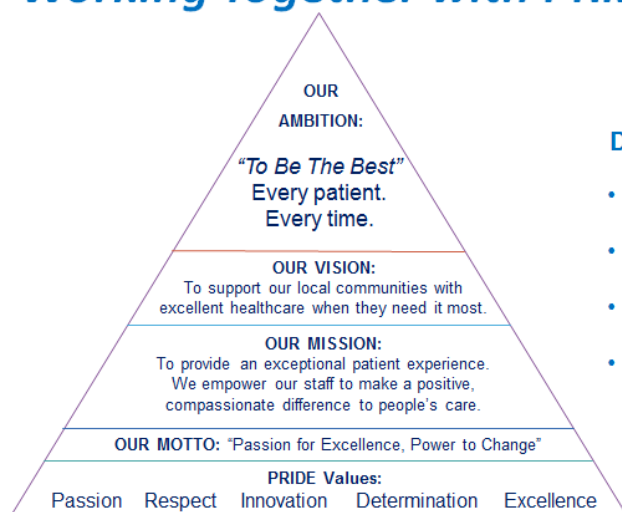 Working Together with
OUR
AMBITION:
“To Be The Best”
Every patient.
Every time.
OUR VISION:
To support our local communities with
excellent healthcare when they need it most.
OUR MISSION:
To provide an exceptional patient experience.
We empower our staff to make a positive,
compassionate difference to people’s care.
OUR MOTTO: “Passion for Excellence, Power to Change”
PRIDE Values:
Passion Respect Innovation Determination Excellence